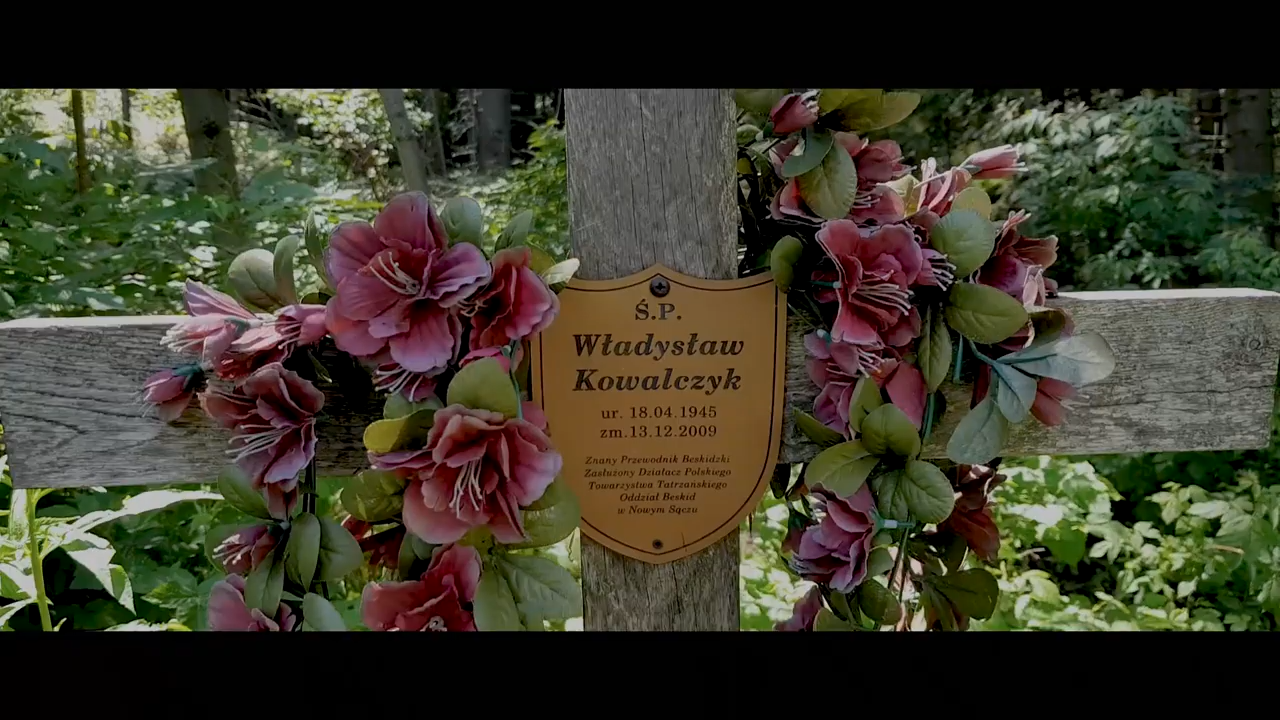 Ś.P.
Władysław
Kowalczyk
ur. 18.04.1945
zm.13.12.2009
Znany Przewodnik Beskidzki
Zasłużony Działacz Polskiego
Towarzystwa Tatrzańskiego
Oddział Beskid
w Nowym Sączu